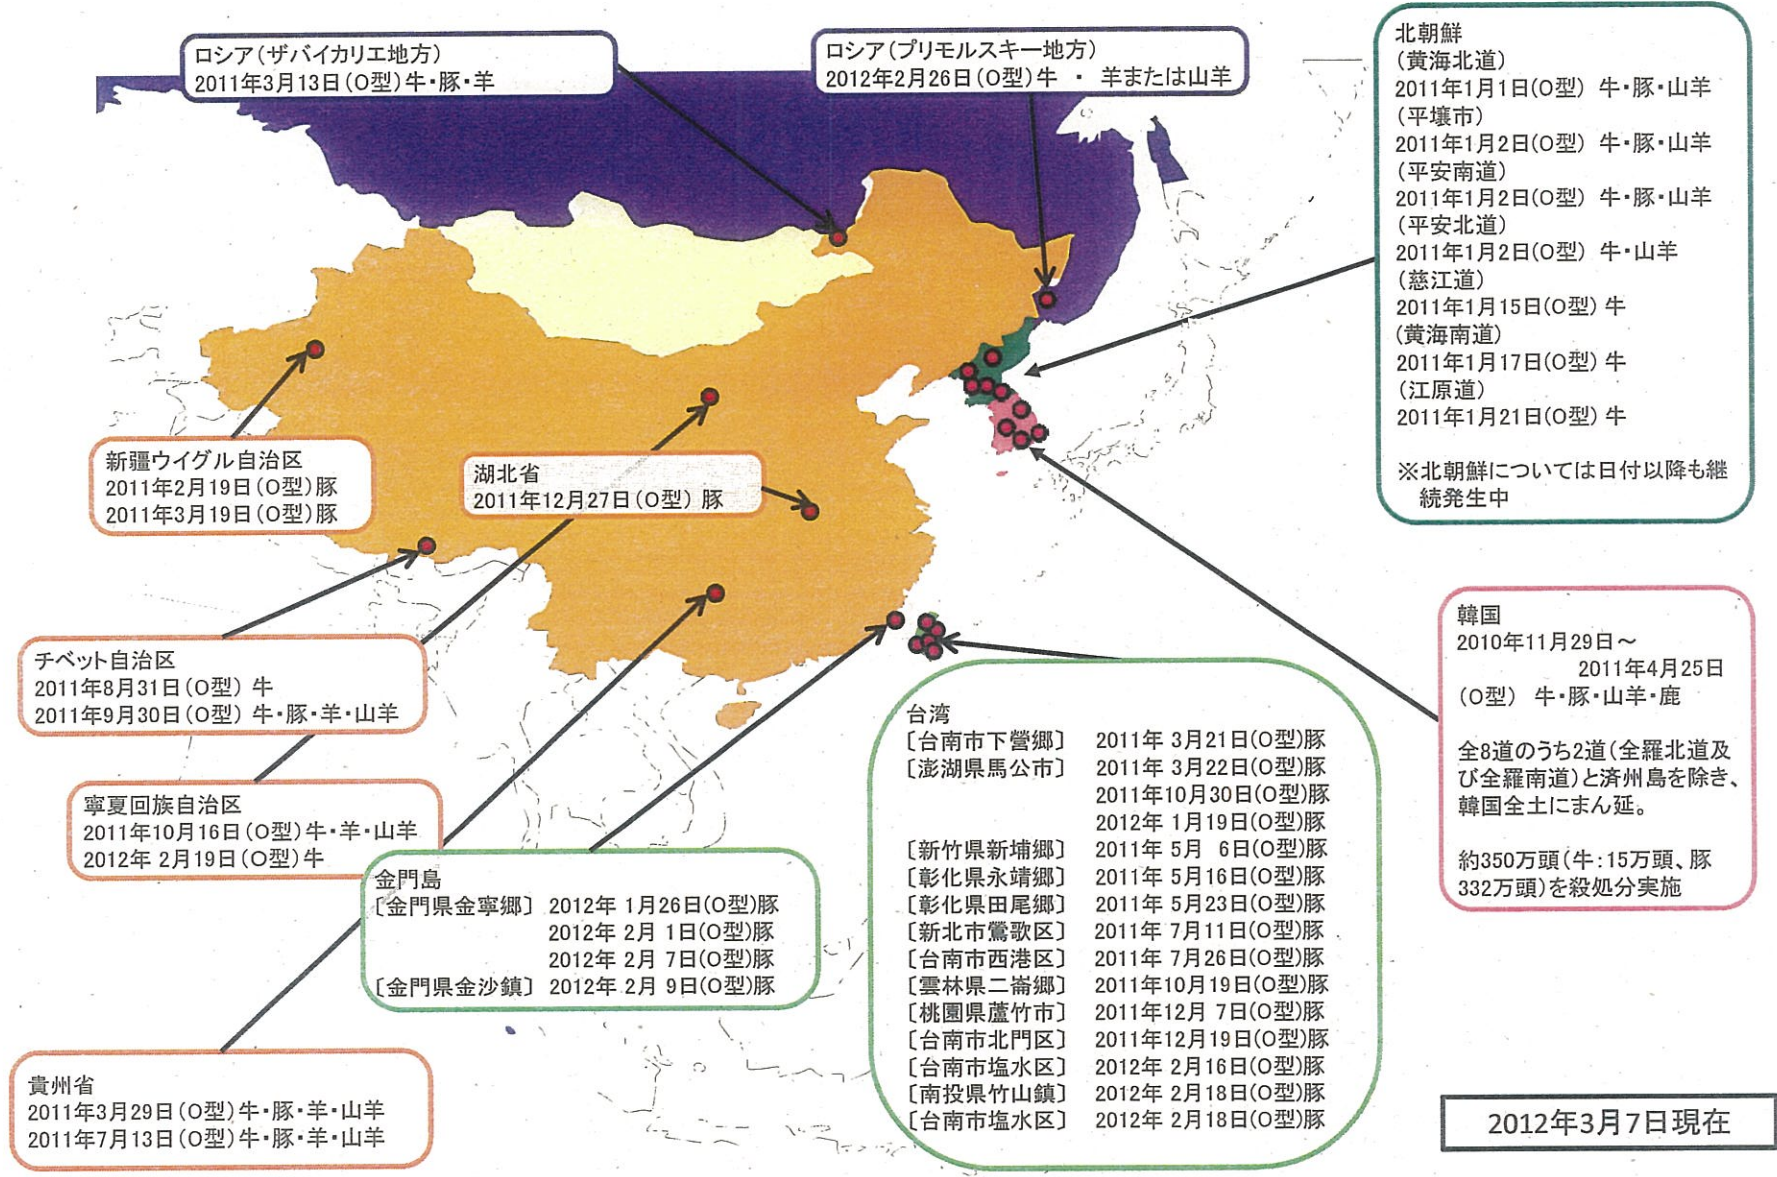 ロシア(ザバイカリエ地方)
2011年3月13日(O型)牛・豚・羊
ロシア(プリモルスキー地方)
2012年2月26日(O型)牛 ・ 羊または山羊
北朝鮮
(黄海北道)
2011年1月1日(O型) 牛・豚・山羊
(平壌市)
2011年1月2日(O型) 牛・豚・山羊
(平安南道)
2011年1月2日(O型) 牛・豚・山羊
(平安北道)
2011年1月2日(O型) 牛・山羊
(慈江道)
2011年1月15日(O型) 牛
(黄海南道)
2011年1月17日(O型) 牛
(江原道)
2011年1月21日(O型) 牛
※北朝鮮については日付以降も継
続発生中
新疆ウイグル自治区
2011年2月19日(O型)豚
2011年3月19日(O型)豚
湖北省
2011年12月27日(O型) 豚
チベット自治区
2011年8月31日(O型) 牛
2011年9月30日(O型) 牛・豚・羊・山羊
寧夏回族自治区
2011年10月16日(O型)牛・羊・山羊
2012年 2月19日(O型)牛
金門島
〔金門県金寧郷〕 2012年 1月26日(O型)豚
2012年 2月 1日(O型)豚
2012年 2月 7日(O型)豚
〔金門県金沙鎮〕 2012年 2月 9日(O型)豚
貴州省
2011年3月29日(O型)牛・豚・羊・山羊
2011年7月13日(O型)牛・豚・羊・山羊
台湾
〔台南市下營郷〕 2011年 3月21日(O型)豚
〔澎湖県馬公市〕 2011年 3月22日(O型)豚
2011年10月30日(O型)豚
2012年 1月19日(O型)豚
〔新竹県新埔郷〕 2011年 5月 6日(O型)豚
〔彰化県永靖郷〕 2011年 5月16日(O型)豚
〔彰化県田尾郷〕 2011年 5月23日(O型)豚
〔新北市鶯歌区〕 2011年 7月11日(O型)豚
〔台南市西港区〕 2011年 7月26日(O型)豚
〔雲林県二崙郷〕 2011年10月19日(O型)豚
〔桃園県蘆竹市〕 2011年12月 7日(O型)豚
〔台南市北門区〕 2011年12月19日(O型)豚
〔台南市塩水区〕 2012年 2月16日(O型)豚
〔南投県竹山鎮〕 2012年 2月18日(O型)豚
〔台南市塩水区〕 2012年 2月18日(O型)豚
韓国
2010年11月29日～
2011年4月25日
(O型) 牛・豚・山羊・鹿
全8道のうち2道(全羅北道及
び全羅南道)と済州島を除き、
韓国全土にまん延。
約350万頭(牛:15万頭、豚
332万頭)を殺処分実施
2012年3月7日現在